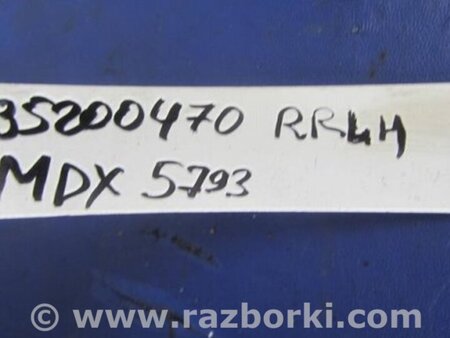 35200470 RRLH
MDX 5793
© www.razborki.com